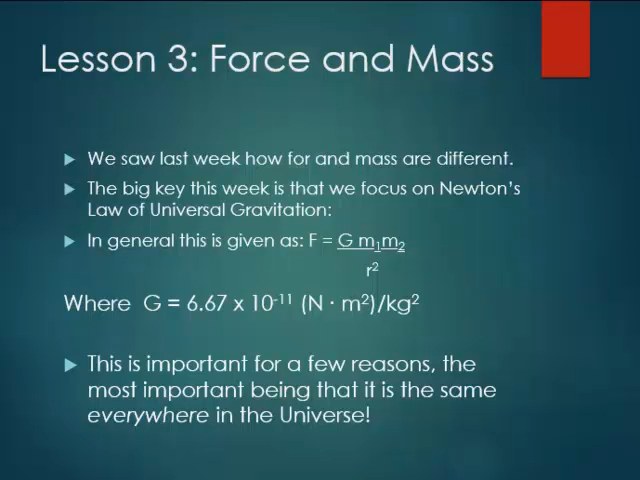 Lesson 3: Force and Mass
We saw last week how for and mass are different.
The big key this week is that we focus on Newton's
Law of Universal Gravitation:
In general this is given as: F = G m₁m₂
r²
Where G = 6.67 x 10⁻¹¹ (N · m²)/kg²
This is important for a few reasons, the
most important being that it is the same
everywhere in the Universe!